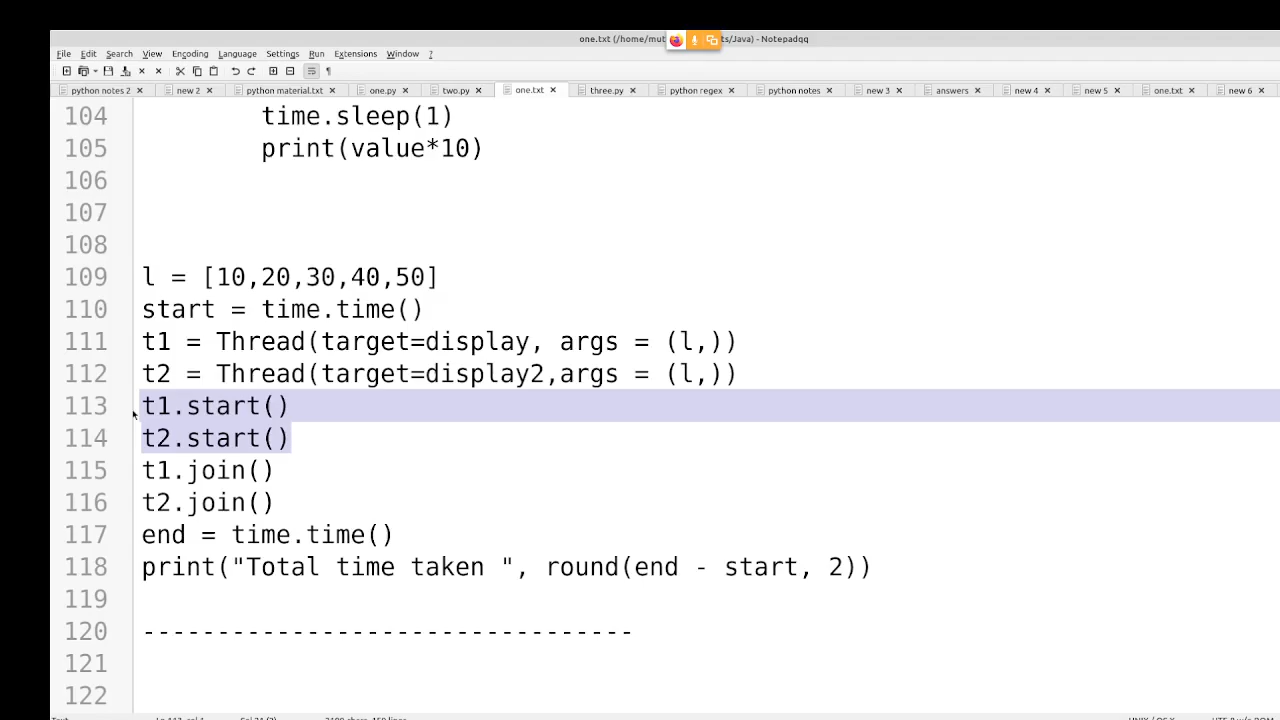 one.txt (/home/mut ts/Java) - Notepadqq
File Edit Search View Encoding Language Settings Run Extensions Window ?
python notes 2 new 2 python material.txt one.py two.py one.txt three.py python regex python notes new 3 answers new 4 new 5 one.txt new 6
104         time.sleep(1)
105         print(value*10)
106
107
108
109 l = [10,20,30,40,50]
110 start = time.time()
111 t1 = Thread(target=display, args = (l,))
112 t2 = Thread(target=display2,args = (l,))
113 t1.start()
114 t2.start()
115 t1.join()
116 t2.join()
117 end = time.time()
118 print("Total time taken ", round(end - start, 2))
119
120 ---------------------------------
121
122